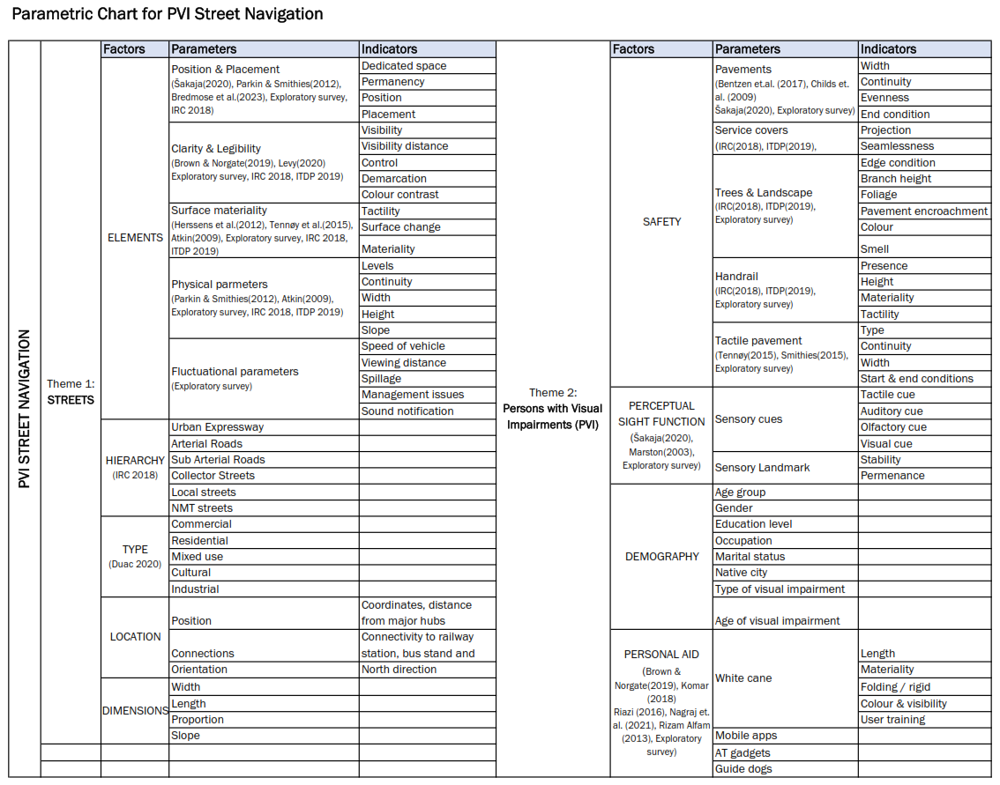 Parametric Chart for PVI Street Navigation
PVI STREET NAVIGATION
Theme 1:
STREETS
Factors
Parameters
Indicators
ELEMENTS
Position & Placement
(Šakaja(2020), Parkin & Smithies(2012),
Bredmose et al.(2023), Exploratory survey,
IRC 2018)
Dedicated space
Permanency
Position
Placement
Clarity & Legibility
(Brown & Norgate(2019), Levy(2020)
Exploratory survey, IRC 2018, ITDP 2019)
Visibility
Visibility distance
Control
Demarcation
Colour contrast
Surface materiality
(Herssens et al.(2012), Tennøy et al.(2015),
Atkin(2009), Exploratory survey, IRC 2018,
ITDP 2019)
Tactility
Surface change
Materiality
Physical parmeters
(Parkin & Smithies(2012), Atkin(2009),
Exploratory survey, IRC 2018, ITDP 2019)
Levels
Continuity
Width
Height
Slope
Fluctuational parameters
(Exploratory survey)
Speed of vehicle
Viewing distance
Spillage
Management issues
Sound notification
HIERARCHY
(IRC 2018)
Urban Expressway
Arterial Roads
Sub Arterial Roads
Collector Streets
Local streets
NMT streets
TYPE
(Duac 2020)
Commercial
Residential
Mixed use
Cultural
Industrial
LOCATION
Position
Coordinates, distance
from major hubs
Connections
Connectivity to railway
station, bus stand and
Orientation
North direction
DIMENSIONS
Width
Length
Proportion
Slope
Theme 2:
Persons with Visual
Impairments (PVI)
Factors
Parameters
Indicators
SAFETY
Pavements
(Bentzen et.al. (2017), Childs et.
al. (2009)
Šakaja(2020), Exploratory survey)
Width
Continuity
Evenness
End condition
Service covers
(IRC(2018), ITDP(2019),
Projection
Seamlessness
Trees & Landscape
(IRC(2018), ITDP(2019),
Exploratory survey)
Edge condition
Branch height
Foliage
Pavement encroachment
Colour
Smell
Handrail
(IRC(2018), ITDP(2019),
Exploratory survey)
Presence
Height
Materiality
Tactility
Tactile pavement
(Tennøy(2015), Smithies(2015),
Exploratory survey)
Type
Continuity
Width
Start & end conditions
PERCEPTUAL
SIGHT FUNCTION
(Šakaja(2020),
Marston(2003),
Exploratory survey)
Sensory cues
Tactile cue
Auditory cue
Olfactory cue
Visual cue
Sensory Landmark
Stability
Permenance
DEMOGRAPHY
Age group
Gender
Education level
Occupation
Marital status
Native city
Type of visual impairment
Age of visual impairment
PERSONAL AID
(Brown &
Norgate(2019), Komar
(2018)
Riazi (2016), Nagraj et.
al. (2021), Rizam Alfam
(2013), Exploratory
survey)
White cane
Length
Materiality
Folding / rigid
Colour & visibility
User training
Mobile apps
AT gadgets
Guide dogs